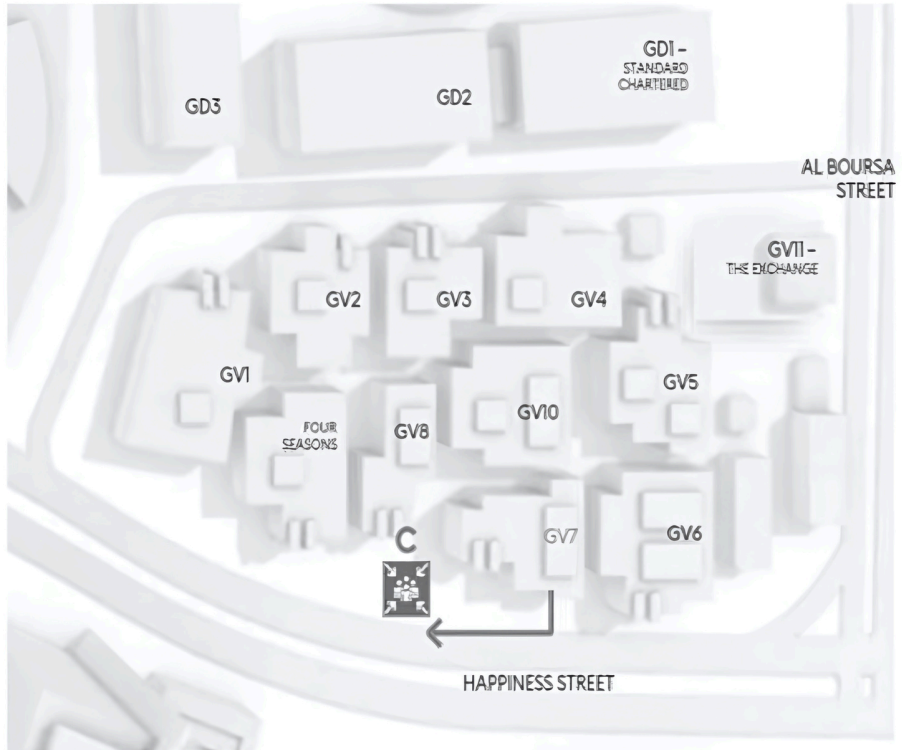 GD1 –
STANDARD
CHARTERED
GD2
GD3
AL BOURSA
STREET
GV11 –
THE EXCHANGE
GV2
GV3
GV4
GV1
GV5
GV10
FOUR
SEASONS
GV8
GV7
GV6
C
HAPPINESS STREET